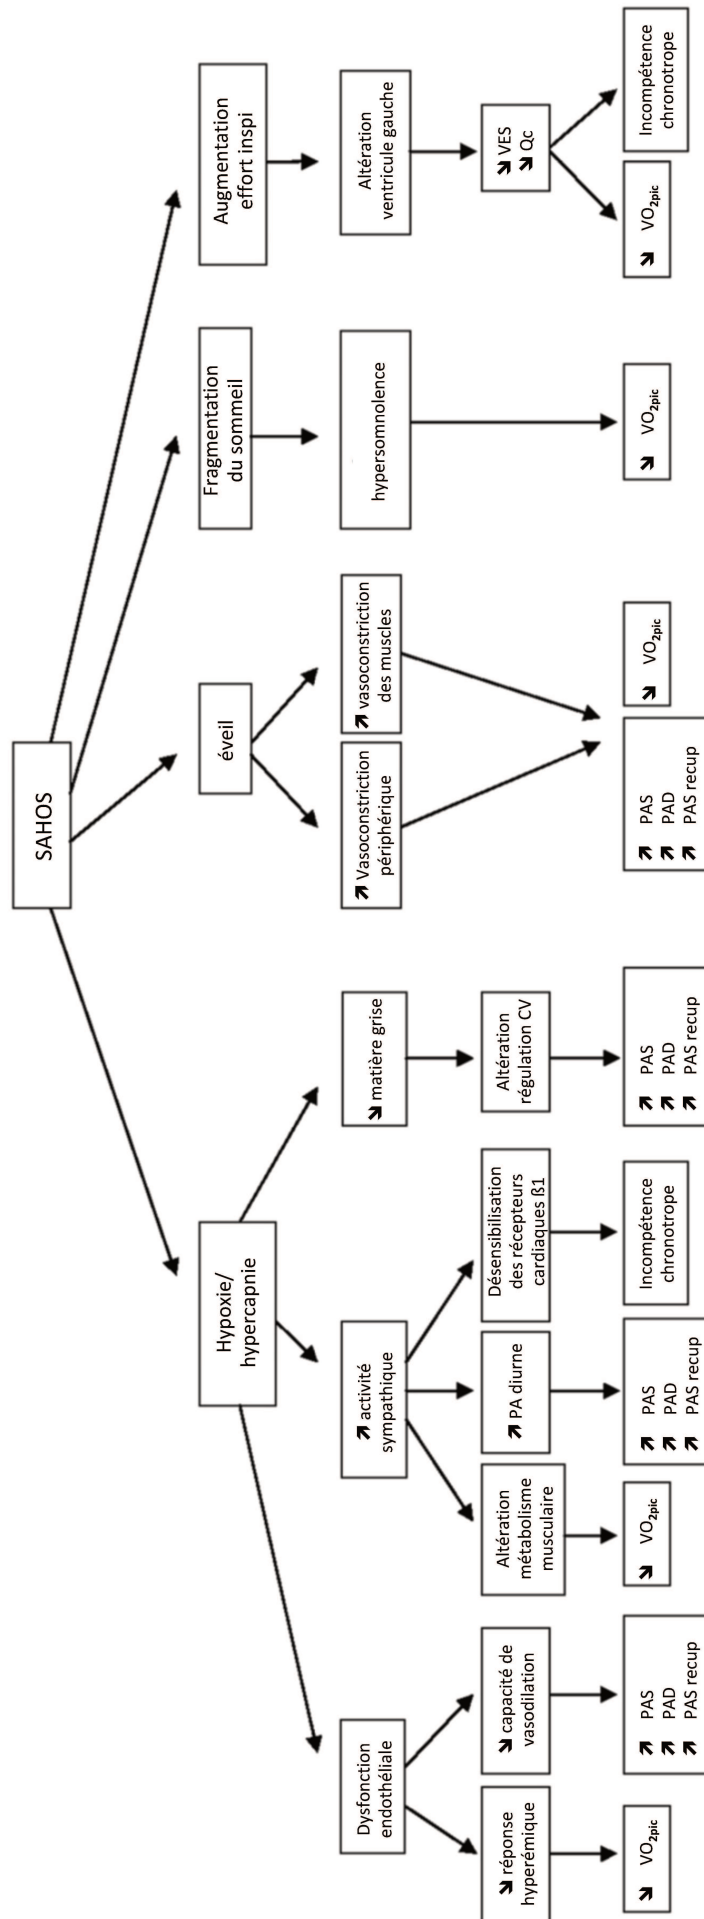 SAHOS
Hypoxie/
hypercapnie
éveil
Fragmentation
du sommeil
Augmentation
effort inspi
Dysfonction
endothéliale
↗ activité
sympathique
↘ matière grise
↗ Vasoconstriction
périphérique
↗ vasoconstriction
des muscles
hypersomnolence
Altération
ventricule gauche
↘ réponse
hyperémique
↘ capacité de
vasodilation
Altération
métabolisme
musculaire
↗ PA diurne
Désensibilisation
des récepteurs
cardiaques ß1
Altération
régulation CV
↘ VES
↘ Qc
↘ VO2pic
↗ PAS
↗ PAD
↗ PAS recup
↘ VO2pic
↗ PAS
↗ PAD
↗ PAS recup
Incompétence
chronotrope
↗ PAS
↗ PAD
↗ PAS recup
↗ PAS
↗ PAD
↗ PAS recup
↘ VO2pic
↘ VO2pic
↘ VO2pic
Incompétence
chronotrope